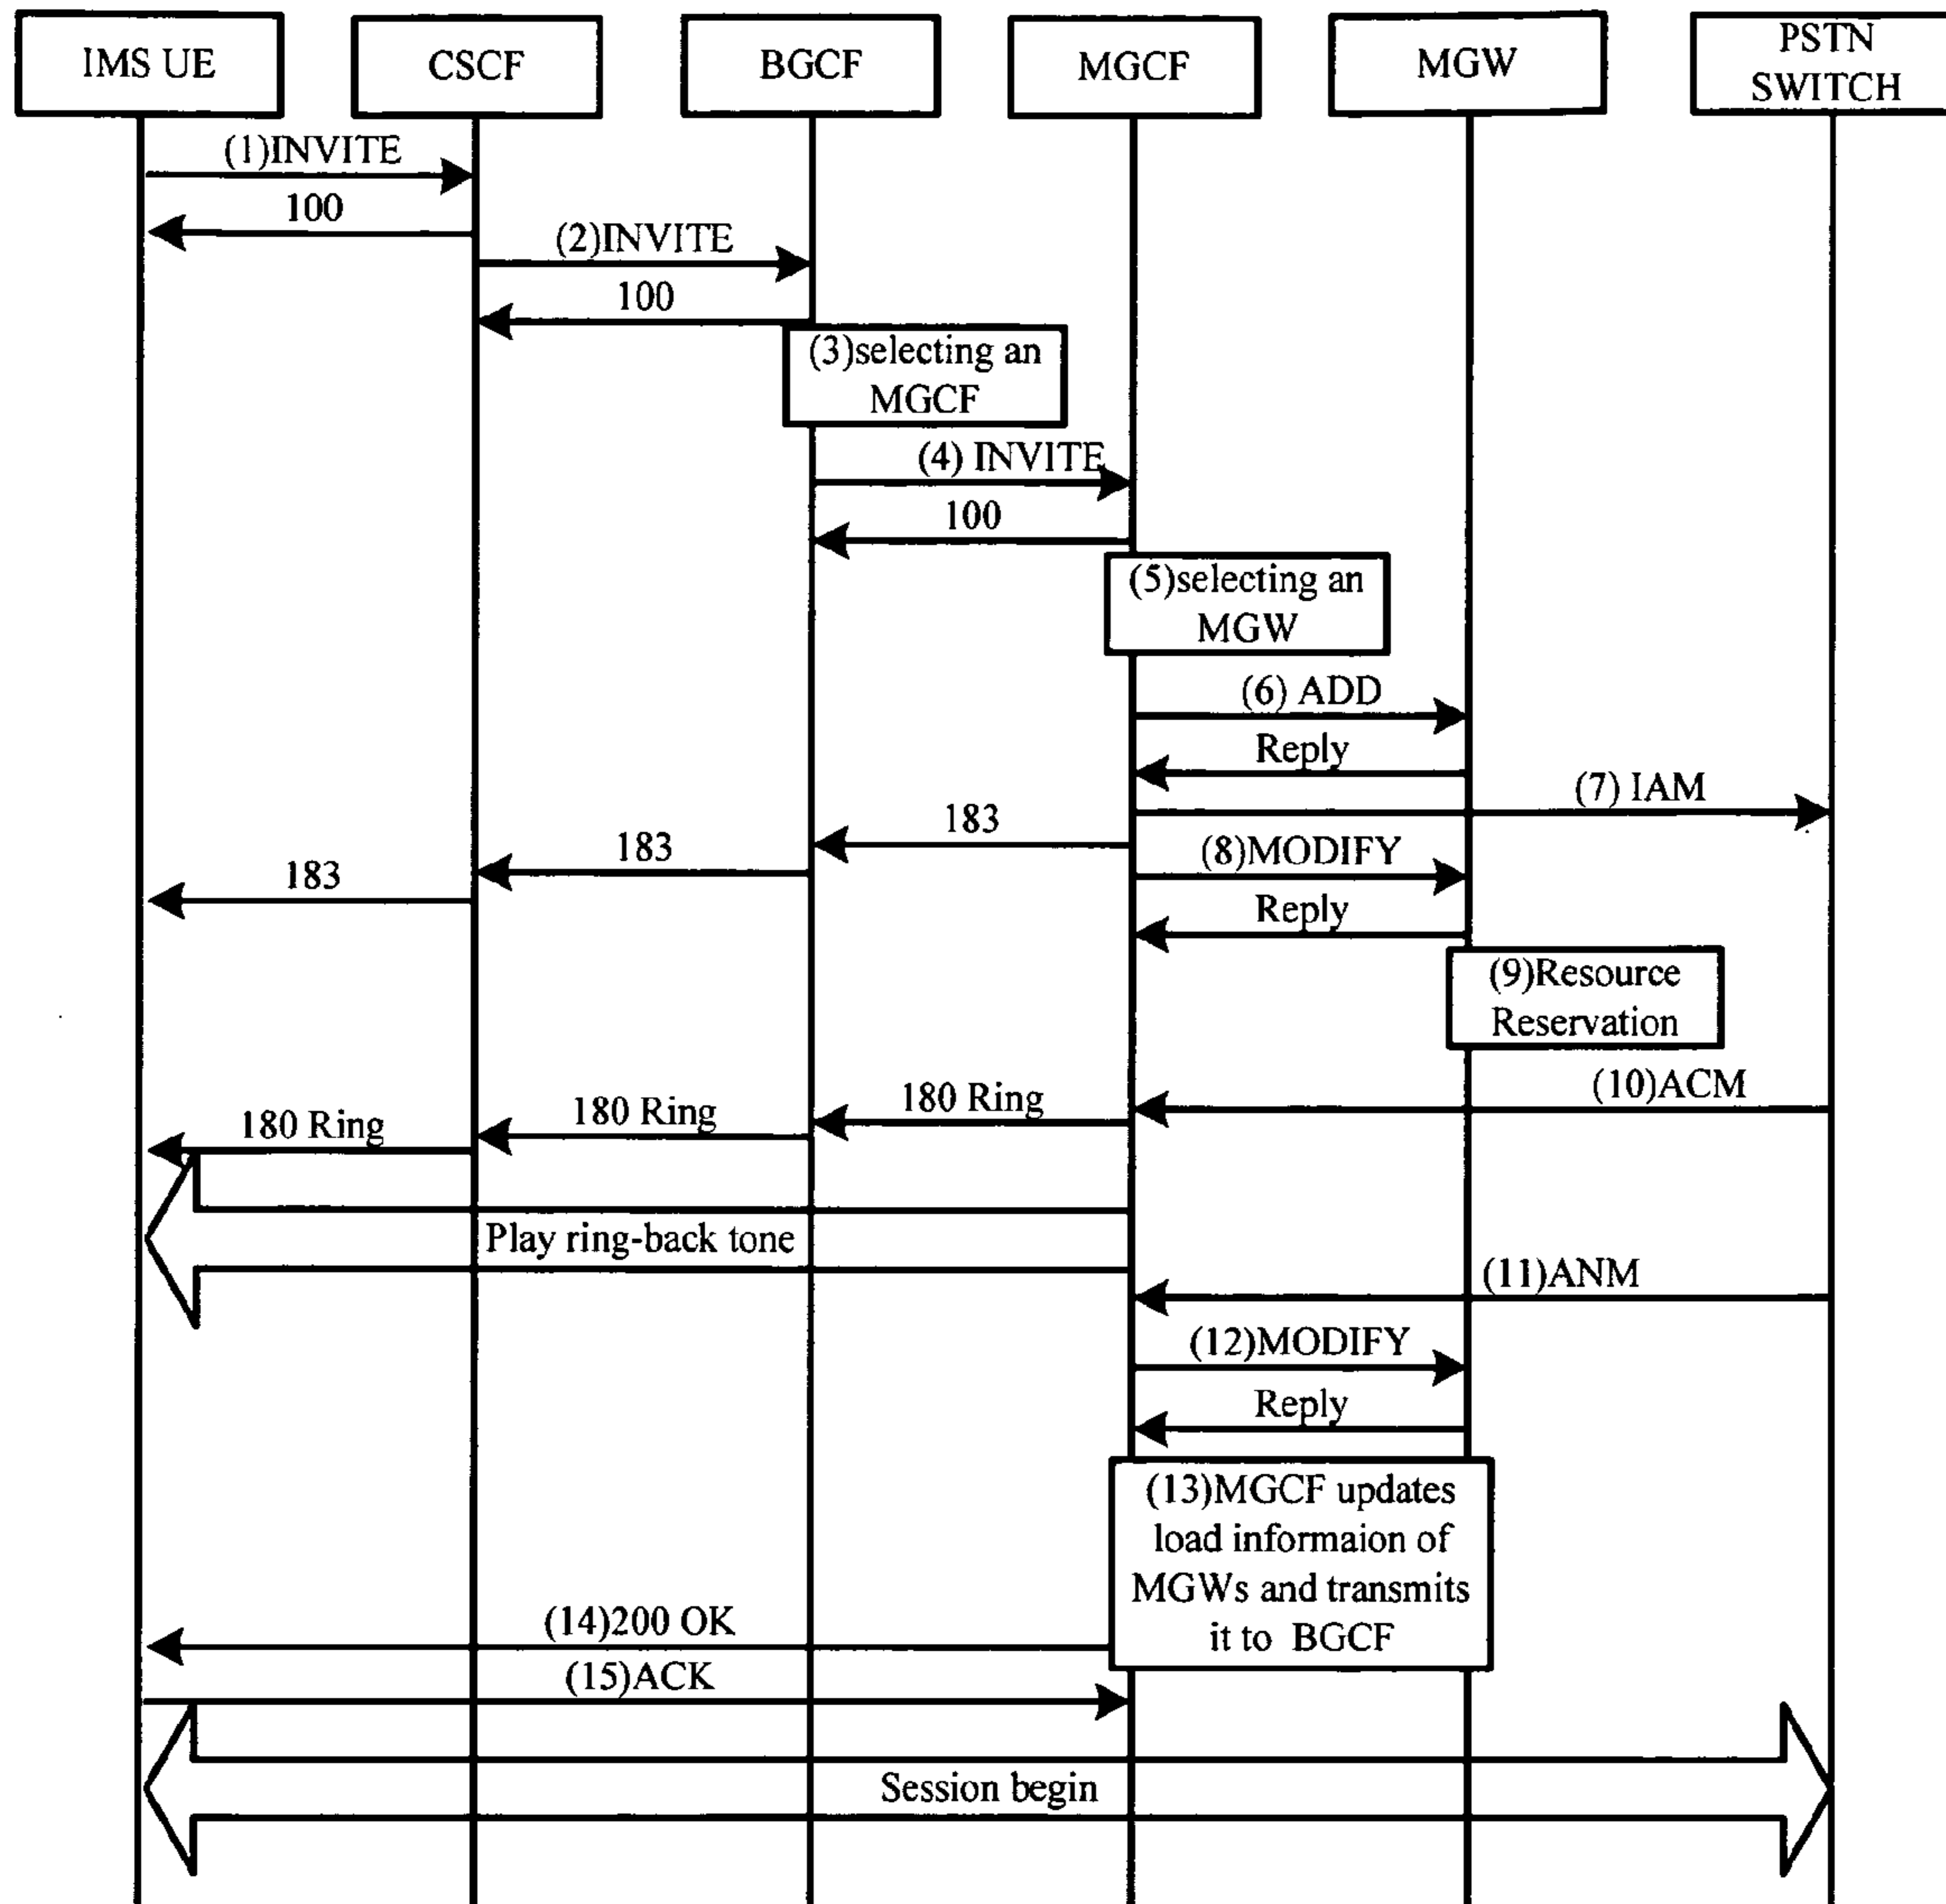 IMS UE
CSCF
BGCF
MGCF
MGW
PSTN
SWITCH
(1)INVITE
100
(2)INVITE
100
(3)selecting an
MGCF
(4) INVITE
100
(5)selecting an
MGW
(6) ADD
Reply
(7) IAM
183
183
183
(8)MODIFY
Reply
(9)Resource
Reservation
(10)ACM
180 Ring
180 Ring
180 Ring
Play ring-back tone
(11)ANM
(12)MODIFY
Reply
(13)MGCF updates
load informaion of
MGWs and transmits
it to BGCF
(14)200 OK
(15)ACK
Session begin